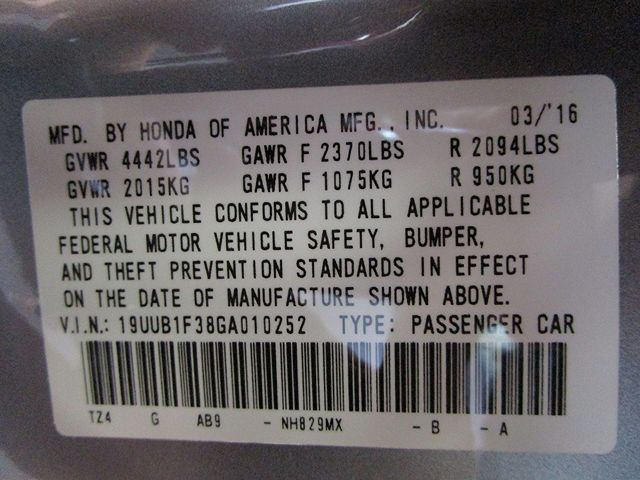 MFD. BY HONDA OF AMERICA MFG., INC. 03/'16
GVWR 4442LBS GAWR F 2370LBS R 2094LBS
GVWR 2015KG GAWR F 1075KG R 950KG
THIS VEHICLE CONFORMS TO ALL APPLICABLE
FEDERAL MOTOR VEHICLE SAFETY, BUMPER,
AND THEFT PREVENTION STANDARDS IN EFFECT
ON THE DATE OF MANUFACTURE SHOWN ABOVE.
V.I.N.: 19UUB1F38GA010252 TYPE: PASSENGER CAR
TZ4 G AB9 - NH829MX - B - A